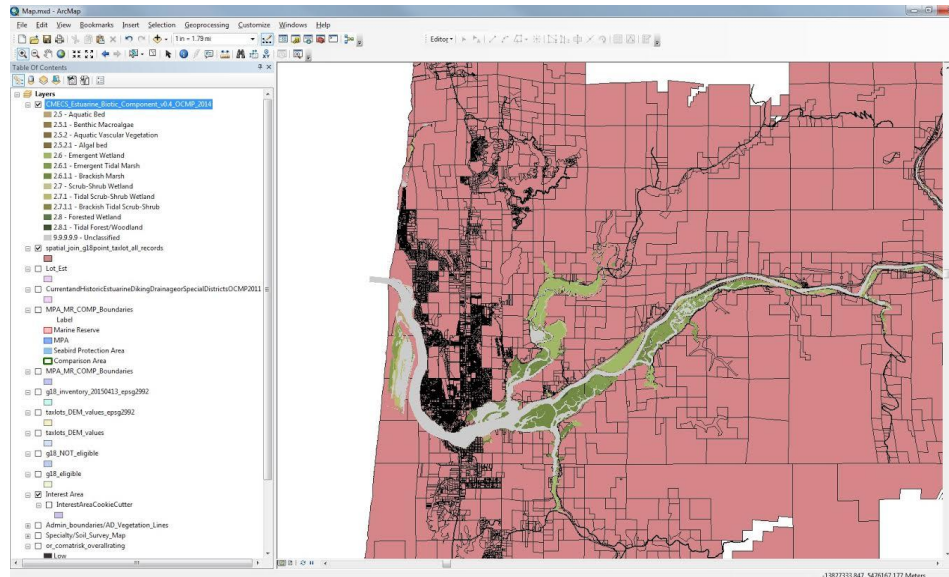 Map.mxd - ArcMap
File Edit View Bookmarks Insert Selection Geoprocessing Customize Windows Help
1 in = 1.79 mi
Editor
Table Of Contents
Layers
CMECS_Estuarine_Biotic_Component_v0.4_OCMP_2014
2.5 - Aquatic Bed
2.5.1 - Benthic Macroalgae
2.5.2 - Aquatic Vascular Vegetation
2.5.2.1 - Algal bed
2.6 - Emergent Wetland
2.6.1 - Emergent Tidal Marsh
2.6.1.1 - Brackish Marsh
2.7 - Scrub-Shrub Wetland
2.7.1 - Tidal Scrub-Shrub Wetland
2.7.1.1 - Brackish Tidal Scrub-Shrub
2.8 - Forested Wetland
2.8.1 - Tidal Forest/Woodland
9.9.9.9.9 - Unclassified
spatial_join_g18point_taxlot_all_records
Lot_Est
CurrentandHistoricEstuarineDikingDrainageorSpecialDistrictsOCMP2011
MPA_MR_COMP_Boundaries
Label
Marine Reserve
MPA
Seabird Protection Area
Comparison Area
MPA_MR_COMP_Boundaries
g18_inventory_20150413_epsg2992
taxlots_DEM_values_epsg2992
taxlots_DEM_values
g18_NOT_eligible
g18_eligible
Interest Area
InterestAreaCookieCutter
Admin_boundaries/AD_Vegetation_Lines
Specialty/Soil_Survey_Map
or_comatrisk_overallrating
Low
-13827333.847 5476167.177 Meters